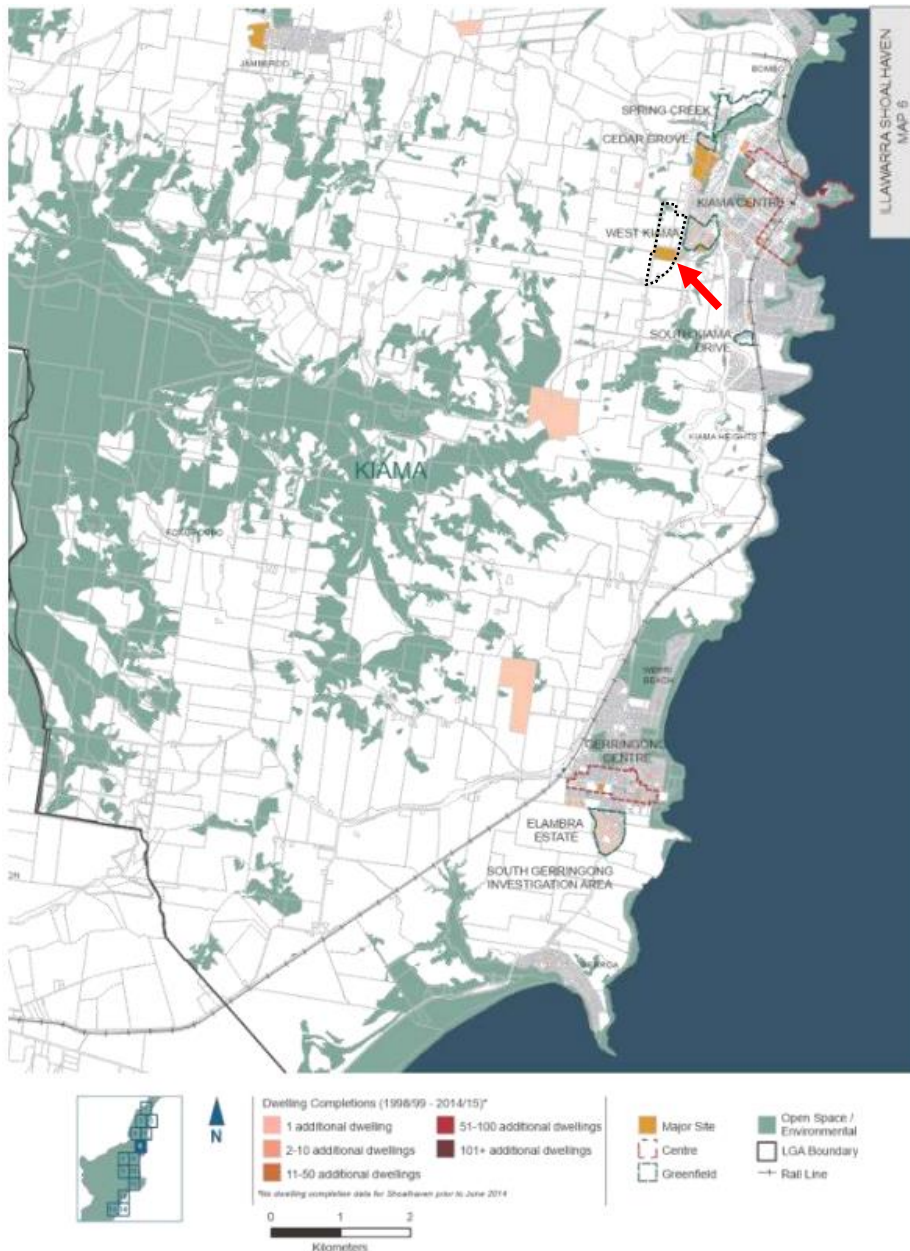 ILLAWARRA SHOALHAVEN
MAP 6
JAMBEROO
BOMBO
SPRING CREEK
CEDAR GROVE
KIAMA CENTRE
WEST KIAMA
SOUTH KIAMA
DRIVE
KIAMA HEIGHTS
KIAMA
WERRI
BEACH
GERRINGONG
CENTRE
ELAMBRA
ESTATE
SOUTH GERRINGONG
INVESTIGATION AREA
N
Dwelling Completions (1998/99 - 2014/15)*
1 additional dwelling
2-10 additional dwellings
11-50 additional dwellings
51-100 additional dwellings
101+ additional dwellings
*No dwelling completion data for Shoalhaven prior to June 2014
Major Site
Centre
Greenfield
Open Space /
Environmental
LGA Boundary
Rail Line
0 1 2
Kilometers